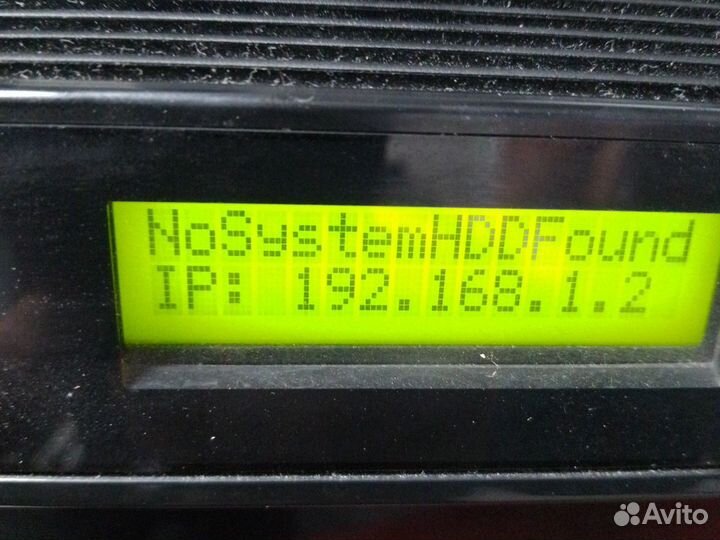 NoSystemHDDFound
IP: 192.168.1.2
Avito